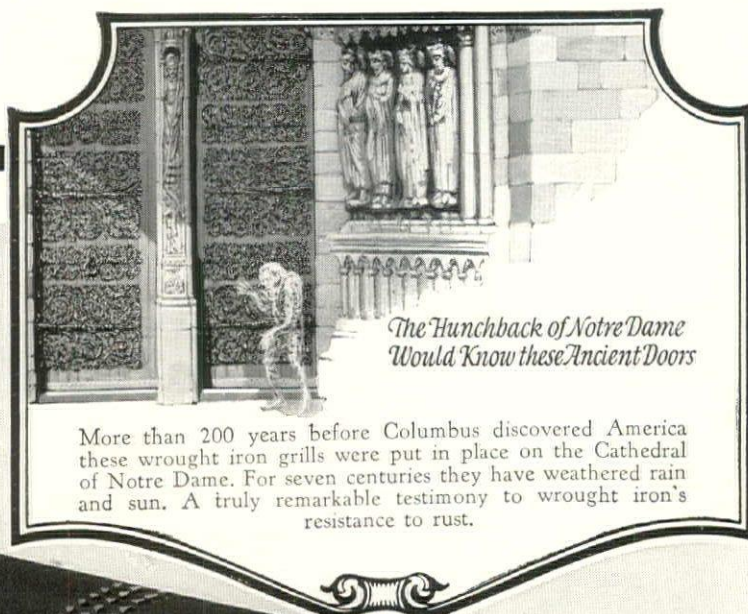 The Hunchback of Notre Dame
Would Know these Ancient Doors
More than 200 years before Columbus discovered America
these wrought iron grills were put in place on the Cathedral
of Notre Dame. For seven centuries they have weathered rain
and sun. A truly remarkable testimony to wrought iron's
resistance to rust.